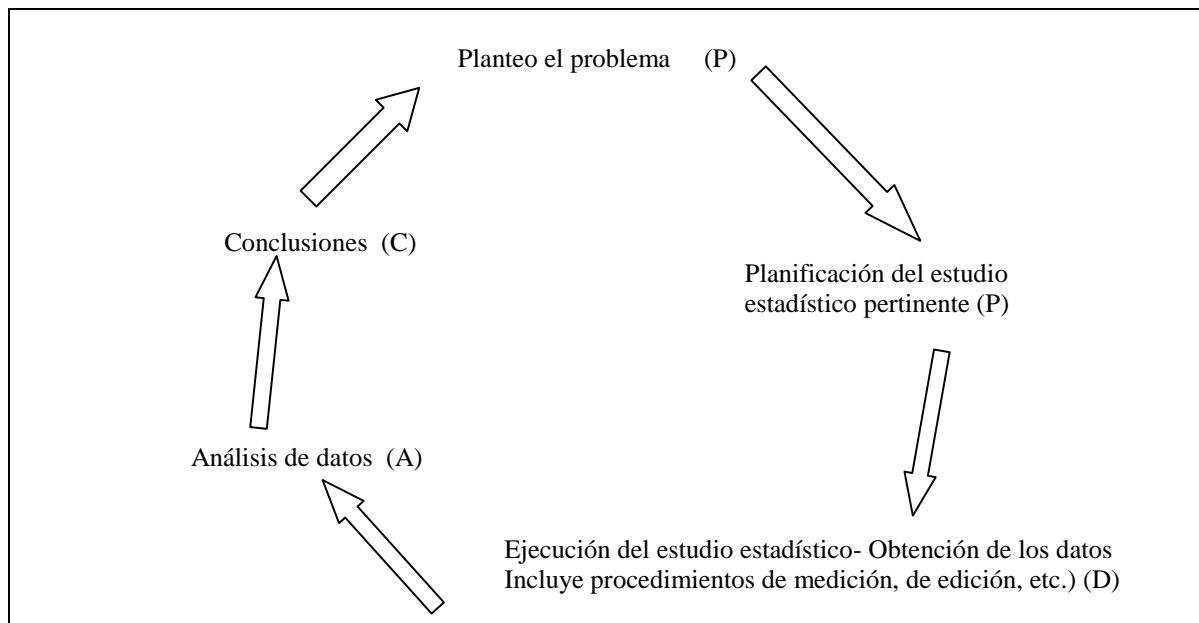 Planteo el problema (P)
Conclusiones (C)
Planificación del estudio
estadístico pertinente (P)
Análisis de datos (A)
Ejecución del estudio estadístico- Obtención de los datos
Incluye procedimientos de medición, de edición, etc.) (D)